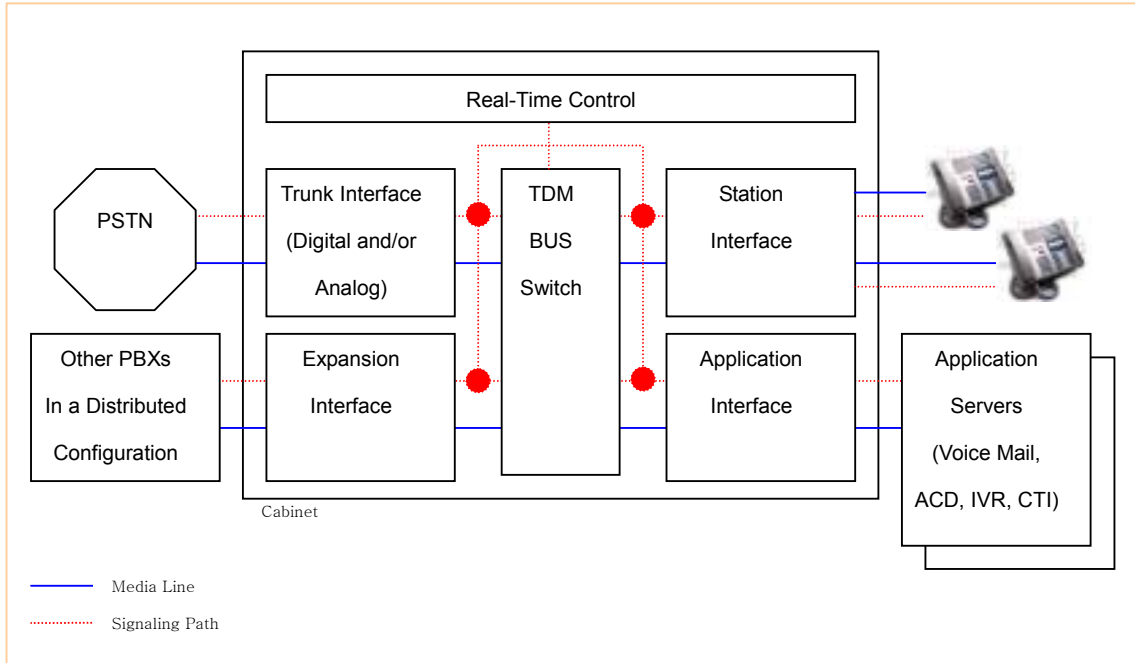 Real-Time Control
PSTN
Trunk Interface
(Digital and/or
Analog)
TDM
BUS
Switch
Station
Interface
Other PBXs
In a Distributed
Configuration
Expansion
Interface
Application
Interface
Application
Servers
(Voice Mail,
ACD, IVR, CTI)
Cabinet
Media Line
Signaling Path